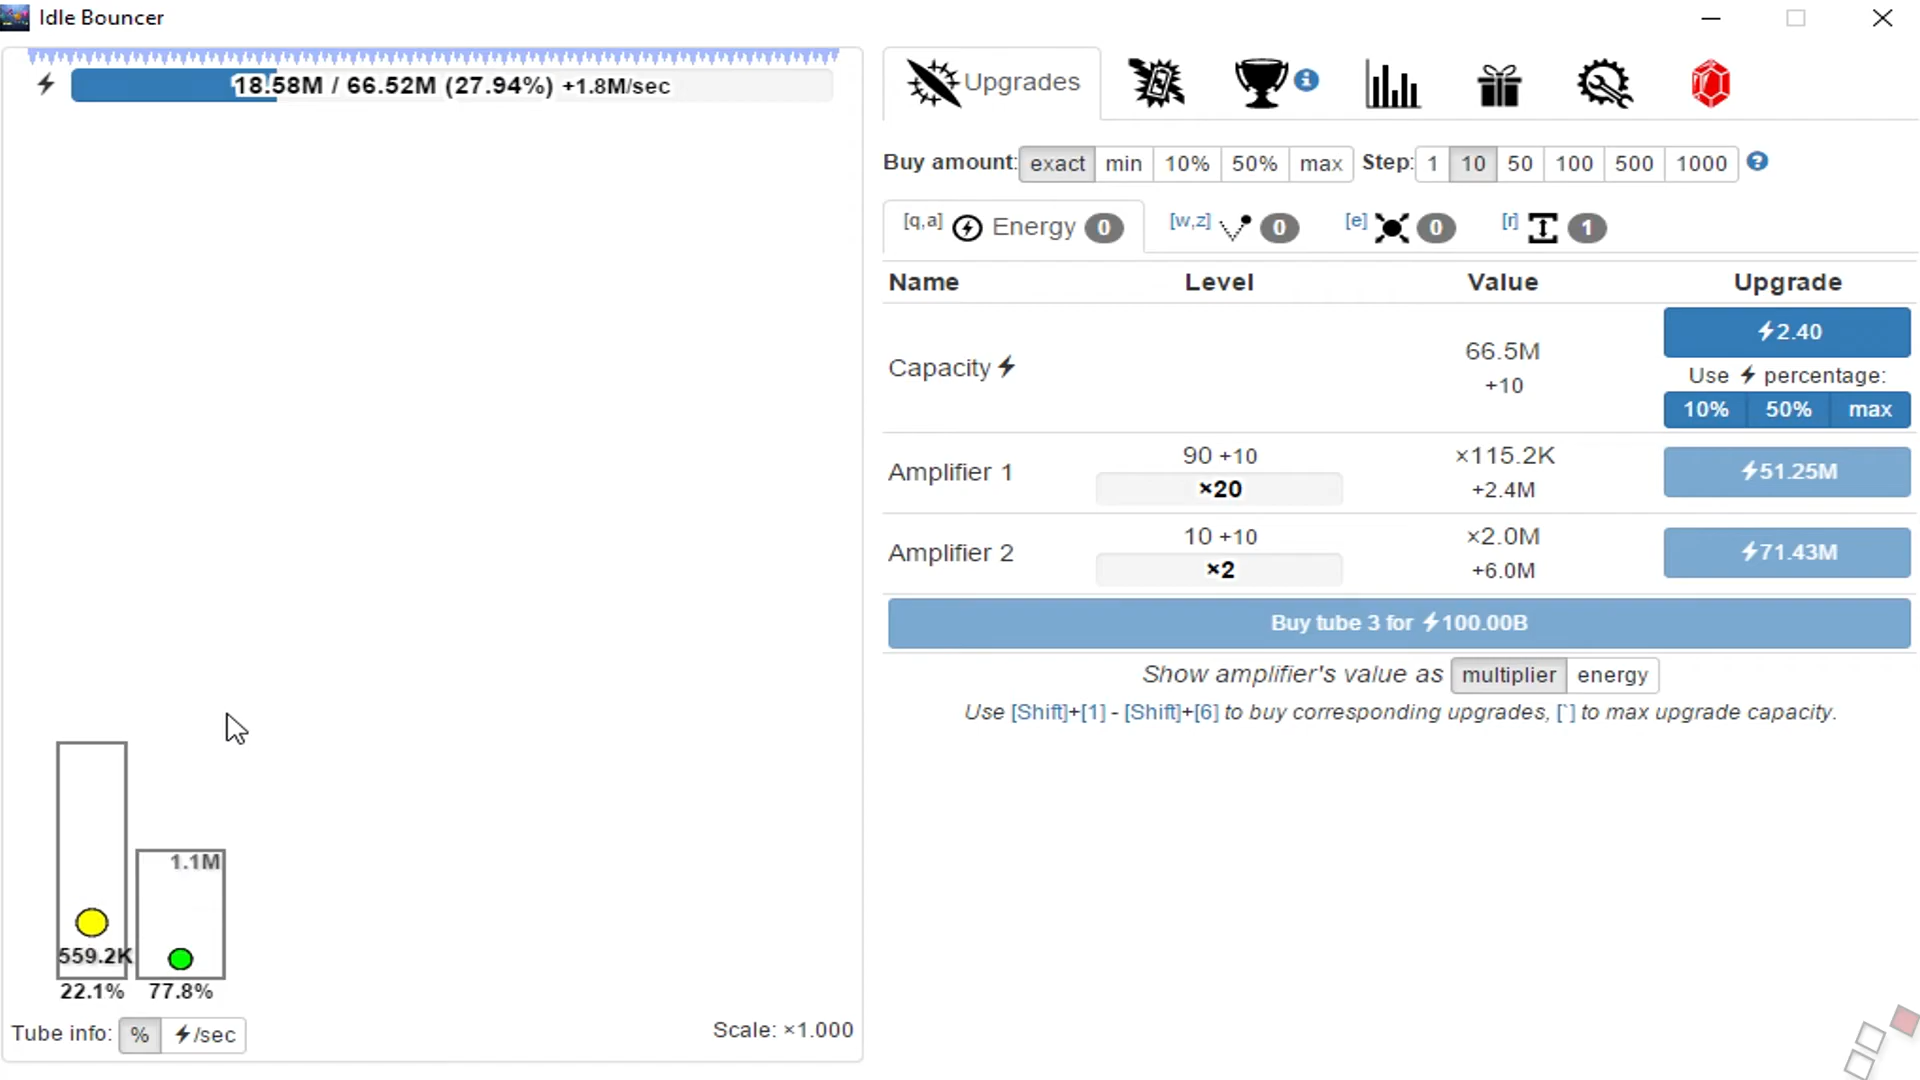 Idle Bouncer
18.58M / 66.52M (27.94%) +1.8M/sec
Upgrades
Buy amount: exact min 10% 50% max Step: 1 10 50 100 500 1000
[q,a] Energy 0 [w,z] 0 [e] 0 [r] 1
Name Level Value Upgrade
Capacity 66.5M +10 2.40
Use percentage:
10% 50% max
Amplifier 1 90 +10 ×20 ×115.2K +2.4M 51.25M
Amplifier 2 10 +10 ×2 ×2.0M +6.0M 71.43M
Buy tube 3 for 100.00B
Show amplifier's value as multiplier energy
Use [Shift]+[1] - [Shift]+[6] to buy corresponding upgrades, [`] to max upgrade capacity.
1.1M
559.2K
22.1% 77.8%
Tube info: % /sec
Scale: ×1.000